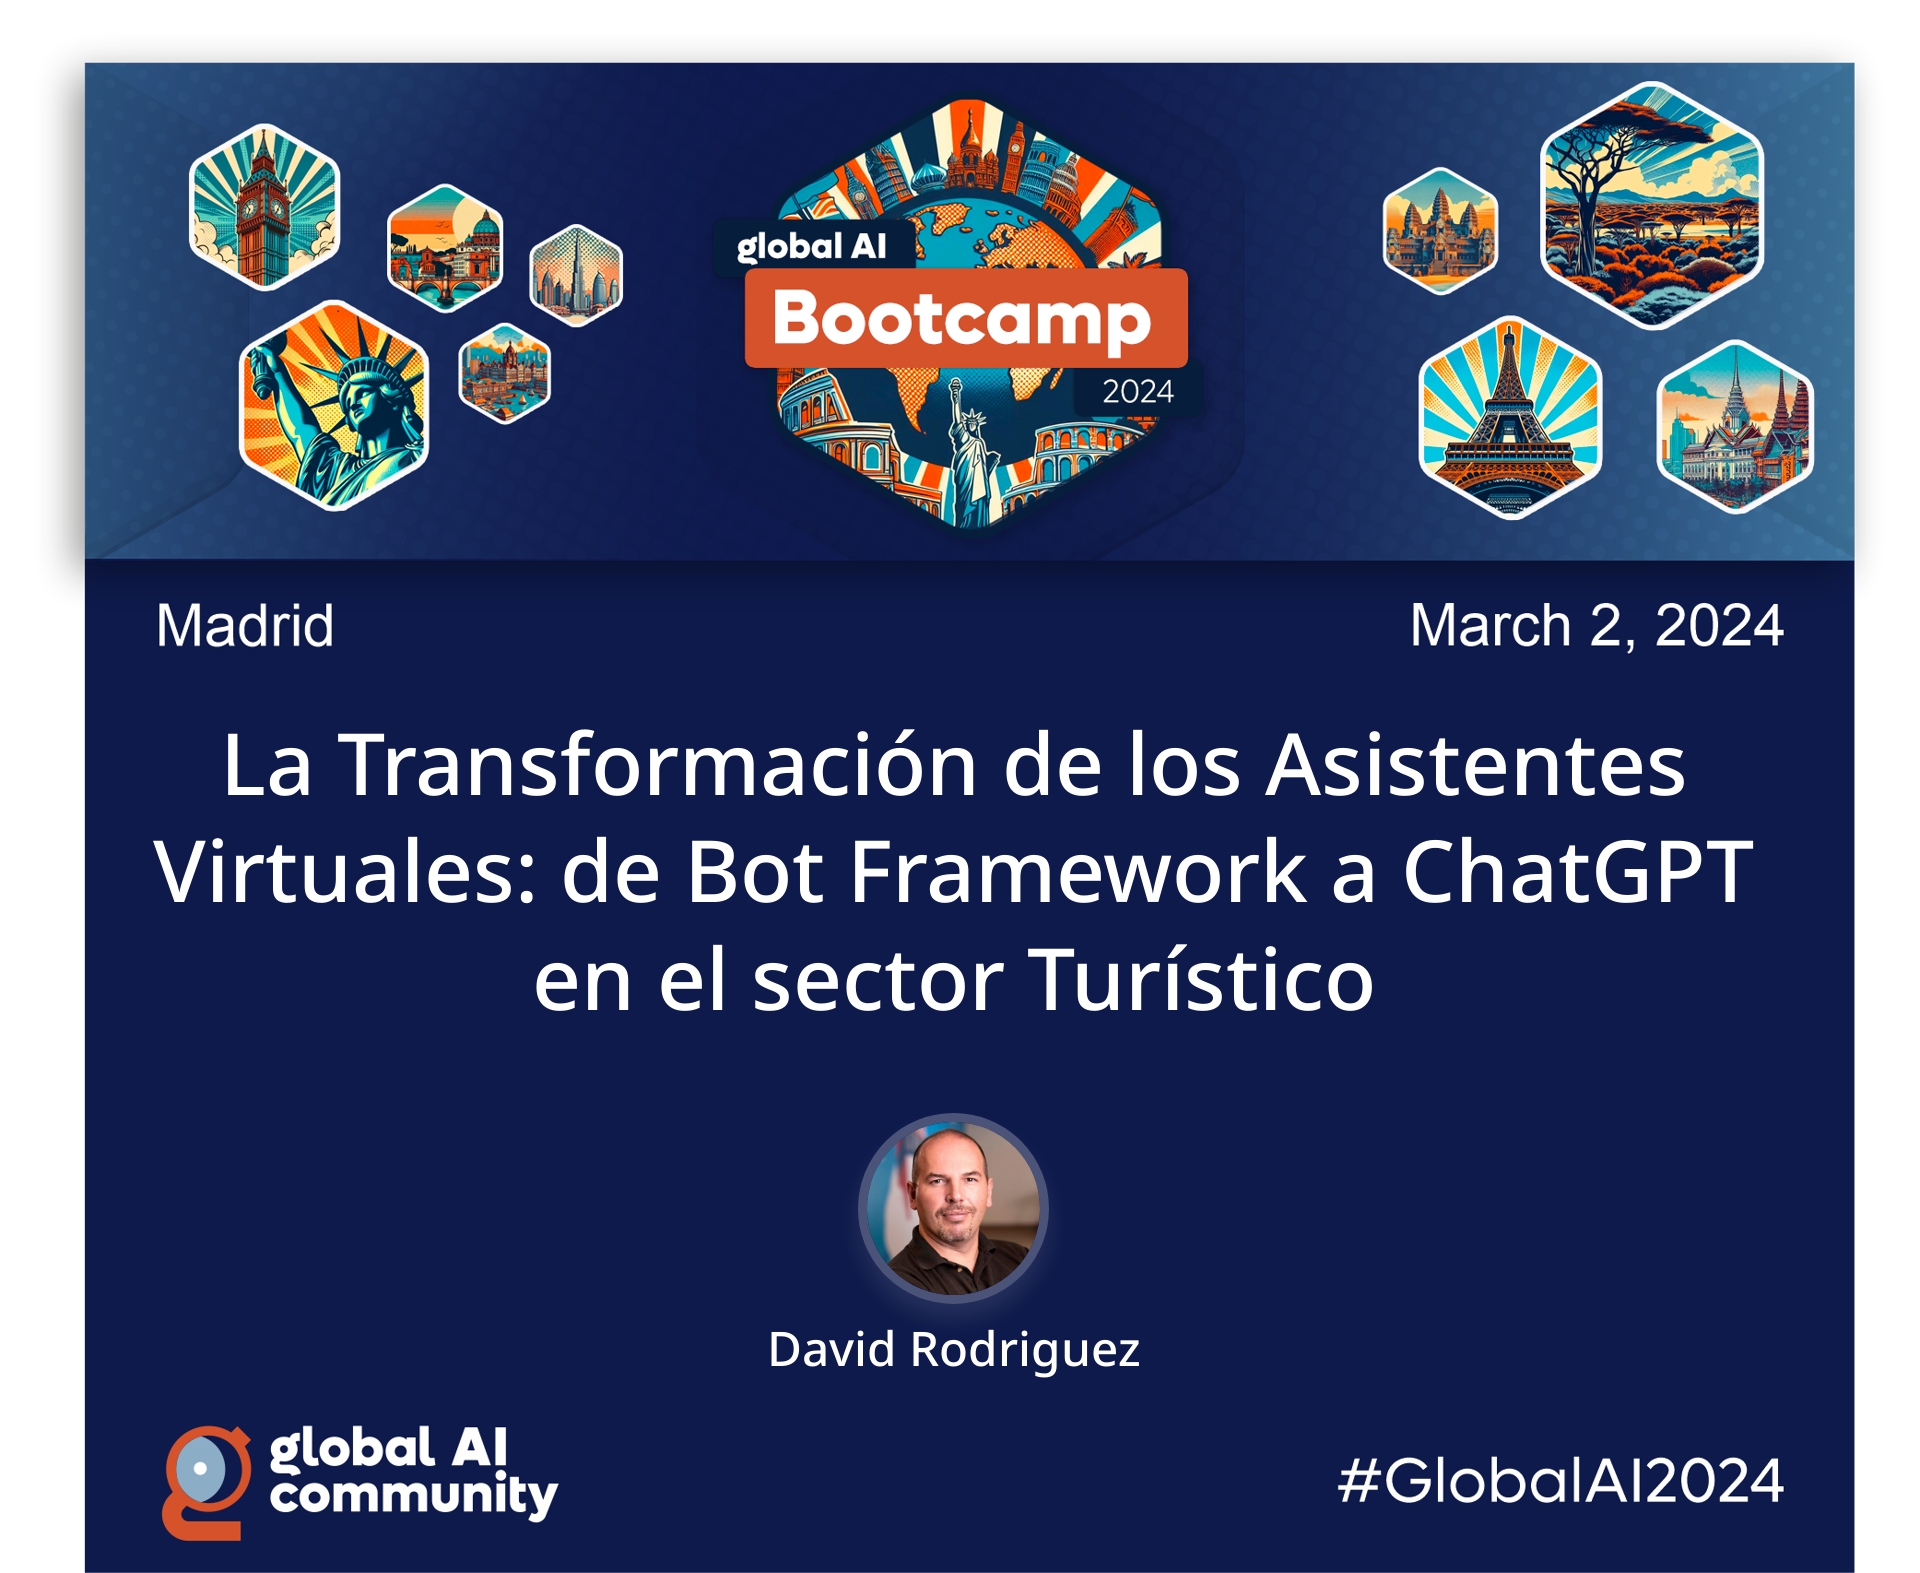 global AI
Bootcamp
2024
Madrid
March 2, 2024
La Transformación de los Asistentes
Virtuales: de Bot Framework a ChatGPT
en el sector Turístico
David Rodriguez
global AI
community
#GlobalAI2024